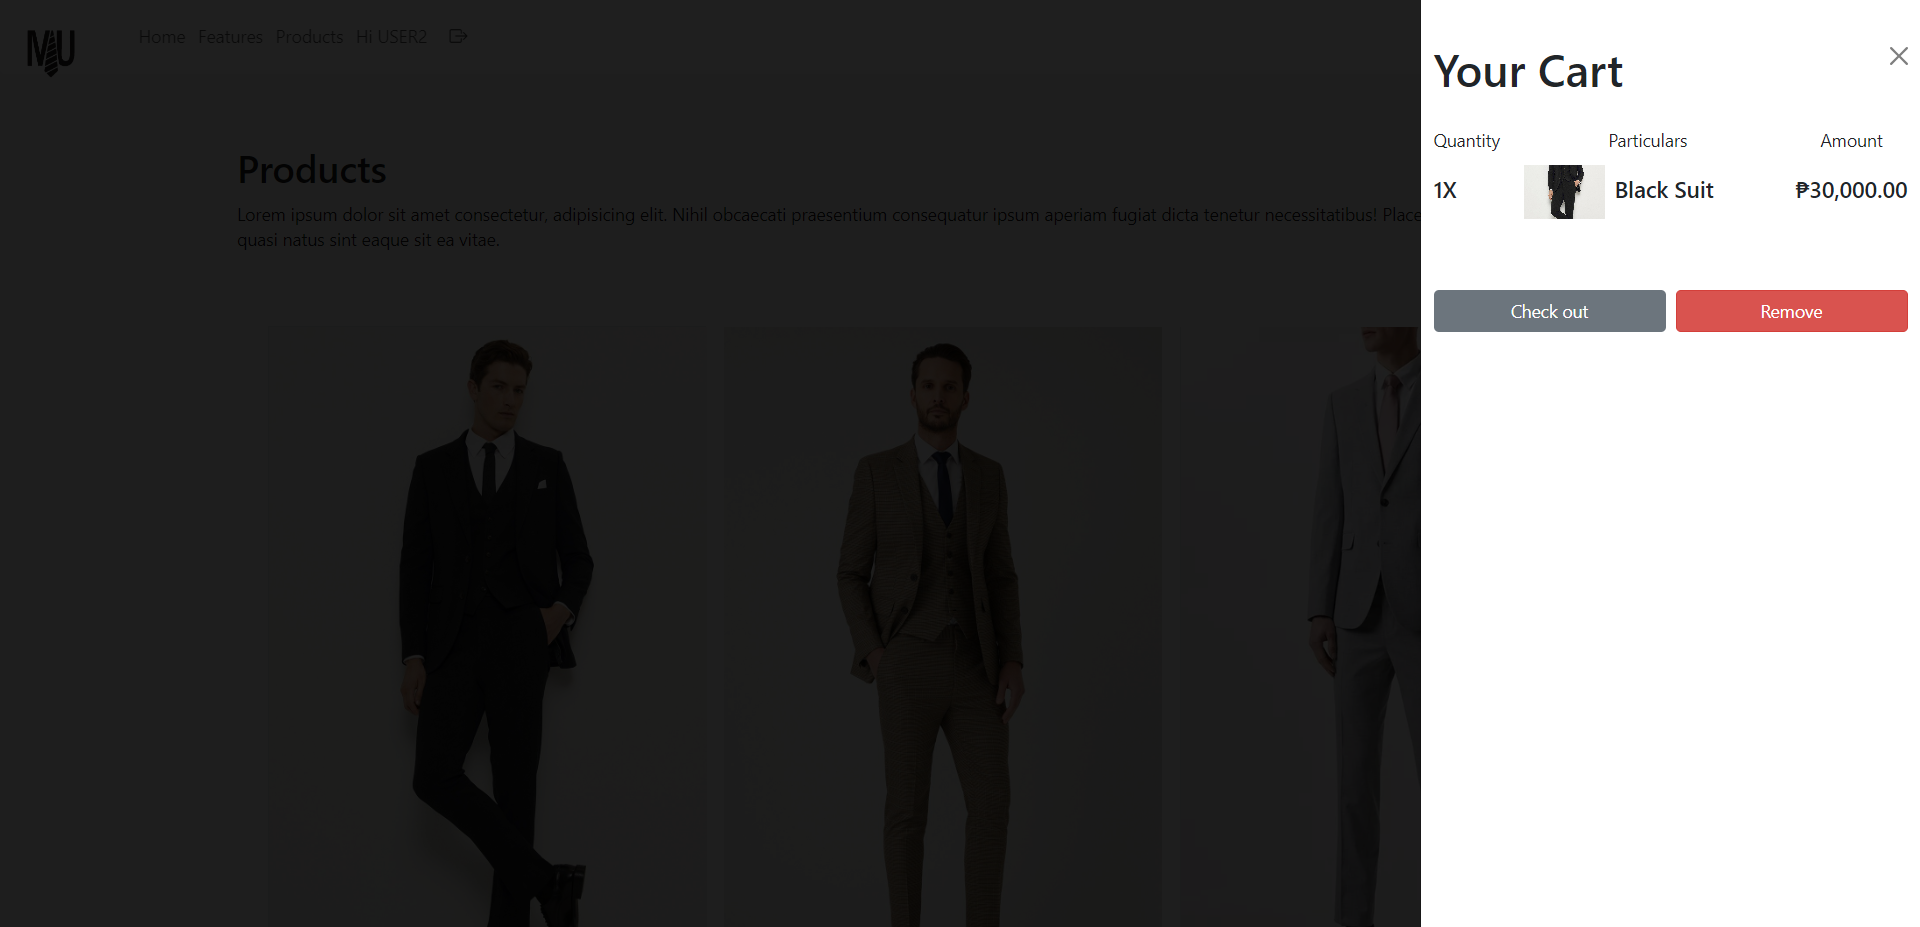 MU
Home Features Products Hi USER2
Products
Lorem ipsum dolor sit amet consectetur, adipisicing elit. Nihil obcaecati praesentium consequatur ipsum aperiam fugiat dicta tenetur necessitatibus! Place
quasi natus sint eaque sit ea vitae.
Your Cart
Quantity Particulars Amount
1X Black Suit ₱30,000.00
Check out Remove